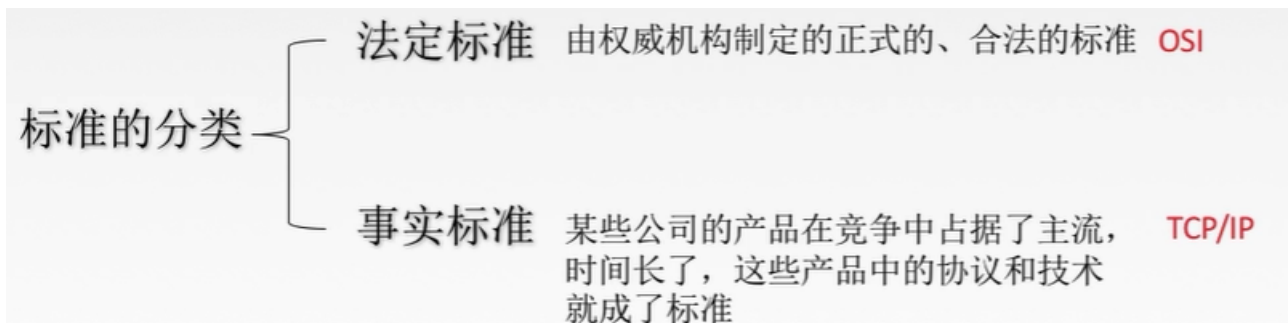 法定标准 由权威机构制定的正式的、合法的标准 OSI
标准的分类
事实标准 某些公司的产品在竞争中占据了主流， TCP/IP
时间长了，这些产品中的协议和技术
就成了标准